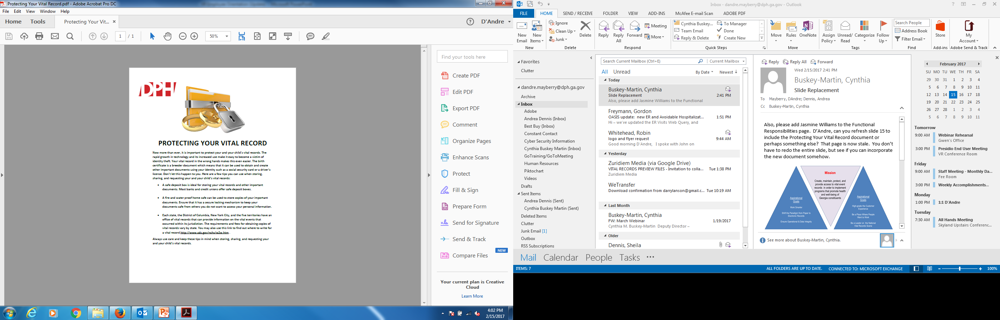 Protecting Your Vital Record.pdf - Adobe Acrobat Pro DC
File Edit View Window Help
Home Tools Protecting Your Vit... × D'Andre
1 / 1 50%
DPH
PROTECTING YOUR VITAL RECORD
Now more than ever, it is important to protect your and your child's vital records. The
rapid growth in technology and its increased use make it easy to become a victim of
identity theft. Your vital record in the wrong hands makes this even easier. The birth
certificate is a breeder document which means that it can be used to obtain and create
other important documents using your identity such as a social security card or a driver's
license. Don't let this happen to you. Here are a few tips you can use when storing,
sharing, and requesting your and your child's vital records:
• A safe deposit box is ideal for storing your vital records and other important
documents. Most banks and credit unions offer safe deposit boxes.
• A fire and water proof home safe can be used to store copies of your important
documents. Ensure that it has a secure locking mechanism to keep your
documents safe from others you do not want to access your personal information.
• Each state, the District of Columbia, New York City, and the five territories have an
office of vital records that can provide information on the vital events that
occurred within its jurisdiction. The requirements and fees for obtaining copies of
vital records vary by state. You may also use this link to find out where to write for
a vital record http://www.cdc.gov/nchs/w2w.htm .
Always use care and keep these tips in mind when storing, sharing, and requesting your
and your child's vital records.
Find your tools here
Create PDF
Edit PDF
Export PDF
Comment
Organize Pages
Enhance Scans
Protect
Fill & Sign
Prepare Form
Send for Signature
Send & Track
NEW
Compare Files
Your current plan is Creative
Cloud
Learn More
4:02 PM
2/15/2017
Inbox - dandre.mayberry@dph.ga.gov - Outlook
FILE HOME SEND / RECEIVE FOLDER VIEW ADD-INS McAfee E-mail Scan ADOBE PDF
New Email
New Items
New
Ignore
Clean Up
Junk
Delete
Delete
Reply
Reply All
Forward
Meeting
More
Respond
Cynthia Buskey...
Team Email
Reply & Delete
To Manager
Done
Create New
Quick Steps
Move
Rules
OneNote
Move
Assign Policy
Unread/ Read
Categorize
Follow Up
Tags
Search People
Address Book
Filter Email
Find
Store
Add-ins
My Account
Adobe Send & Track
Favorites
Clutter
dandre.mayberry@dph.ga.gov
Archive
Inbox
Adobe
Andrea Dennis (Inbox)
Best Buy (Inbox)
Constant Contact
Cyber Security Information
Cynthia Buskey Martin (Inbox)
GoTraining/GoToMeeting
Human Resources
Piktochart
Videos
Drafts
Sent Items
Andrea Dennis (Sent)
Cynthia Buskey Martin (Sent)
Deleted Items
Clutter
Junk Email [1]
Outbox
RSS Subscriptions
Search Current Mailbox (Ctrl+E) Current Mailbox
All Unread By Date Newest
Today
Buskey-Martin, Cynthia
Slide Replacement 2:41 PM
Also, please add Jasmine Williams to the Functional
Freymann, Gordon
OASIS update: new ER and Avoidable Hospitalizat... 1:51 PM
Hi – we've updated the ER Visits Web Query, and
Whitehead, Robin
logo and flyer request 9:44 AM
Good morning D'Andre, I spoke with John on
Yesterday
Zuridiem Media (via Google Drive)
VITAL RECORDS PREVIEW FILES - Invitation to colla... Tue 1:38 PM
Zuridiem Media
WeTransfer
Download confirmation from darrylanson@gmail.c... Tue 10:19 AM
Last Month
Buskey-Martin, Cynthia
FW: March Webinar 1/19/2017
Cynthia M. Buskey-Martin Deputy Director –
Older
Dennis, Sheila
Reply Reply All Forward
Wed 2/15/2017 2:41 PM
Buskey-Martin, Cynthia
Slide Replacement
To Mayberry, DAndre; Dennis, Andrea
Cc Buskey-Martin, Cynthia
Also, please add Jasmine Williams to the Functional
Responsibilities page. D'Andre, can you refresh slide 15 to
include the Protecting Your Vital Record document or
perhaps something else? That page is now stale. You don't
have to redo the entire slide, but see if you can incorporate
the new document somehow.
Mission
Create, maintain, protect, and
provide access to vital event
records in order to implement
programs that promote health
and well-being of
Georgia constituents
Aspirational
Goals
Work Smarter
Shift the Paradigm from Paper to
Electronic Records
Ensure Operational & Data Integrity
Aspirational
Goals
High-grade the Customer
Experience
Be a Place Where People
Want to Work
Be a Leader on the National
Vital Records Scene
See more about Buskey-Martin, Cynthia.
February 2017
SU MO TU WE TH FR SA
29 30 31 1 2 3 4
5 6 7 8 9 10 11
12 13 14 15 16 17 18
19 20 21 22 23 24 25
26 27 28 1 2 3 4
5 6 7 8 9 10 11
Tomorrow
9:00 AM Webinar Rehearsal
Gwen's Office
3:00 PM Presidio End User Meeting
VR Conference Room
Friday
9:00 AM Staff Meeting - Monthly Da...
Fee Room
3:00 PM Weekly Accomplishments...
Monday
1:00 PM 1:1 D'Andre
Tuesday
7:30 AM All Hands Meeting
Skyland Upstairs Conferenc...
Mail Calendar People Tasks ...
ITEMS: 7 ALL FOLDERS ARE UP TO DATE. CONNECTED TO: MICROSOFT EXCHANGE 100%